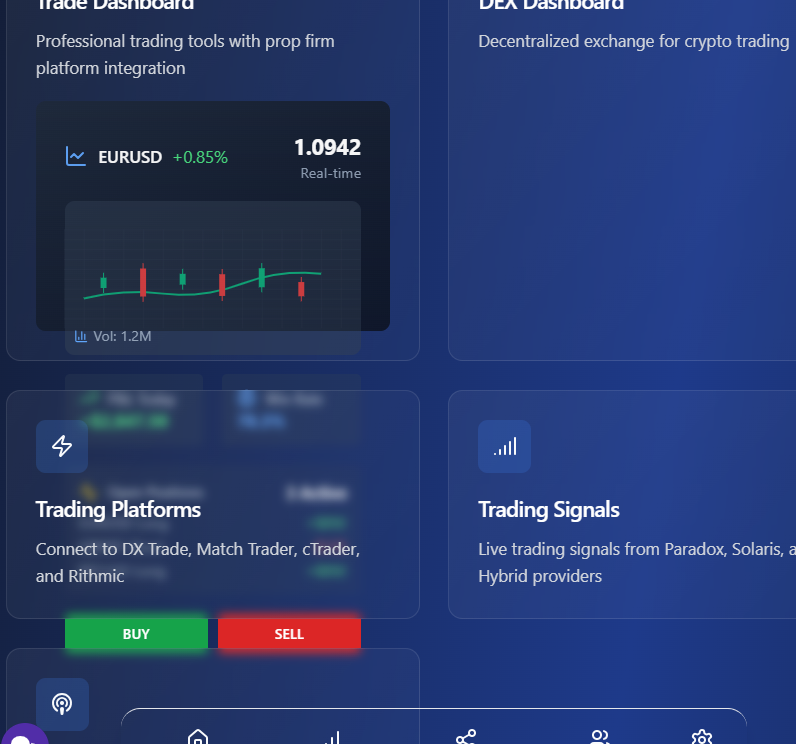 Trade Dashboard
DEX Dashboard
Professional trading tools with prop firm
platform integration
Decentralized exchange for crypto trading
EURUSD +0.85%
1.0942
Real-time
Vol: 1.2M
Trading Platforms
Connect to DX Trade, Match Trader, cTrader,
and Rithmic
Trading Signals
Live trading signals from Paradox, Solaris,
Hybrid providers
BUY
SELL